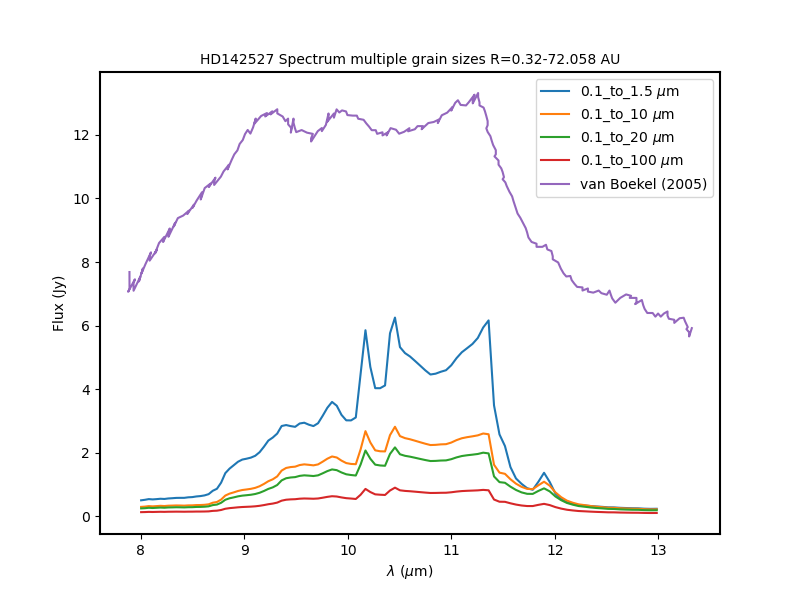 HD142527 Spectrum multiple grain sizes R=0.32-72.058 AU
0.1_to_1.5 μm
0.1_to_10 μm
0.1_to_20 μm
0.1_to_100 μm
van Boekel (2005)
Flux (Jy)
12
10
8
6
4
2
0
8 9 10 11 12 13
λ (μm)